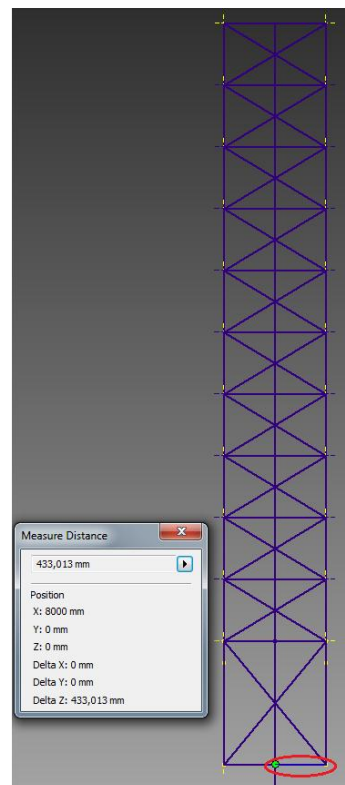 Measure Distance
433,013 mm
Position
X: 8000 mm
Y: 0 mm
Z: 0 mm
Delta X: 0 mm
Delta Y: 0 mm
Delta Z: 433,013 mm